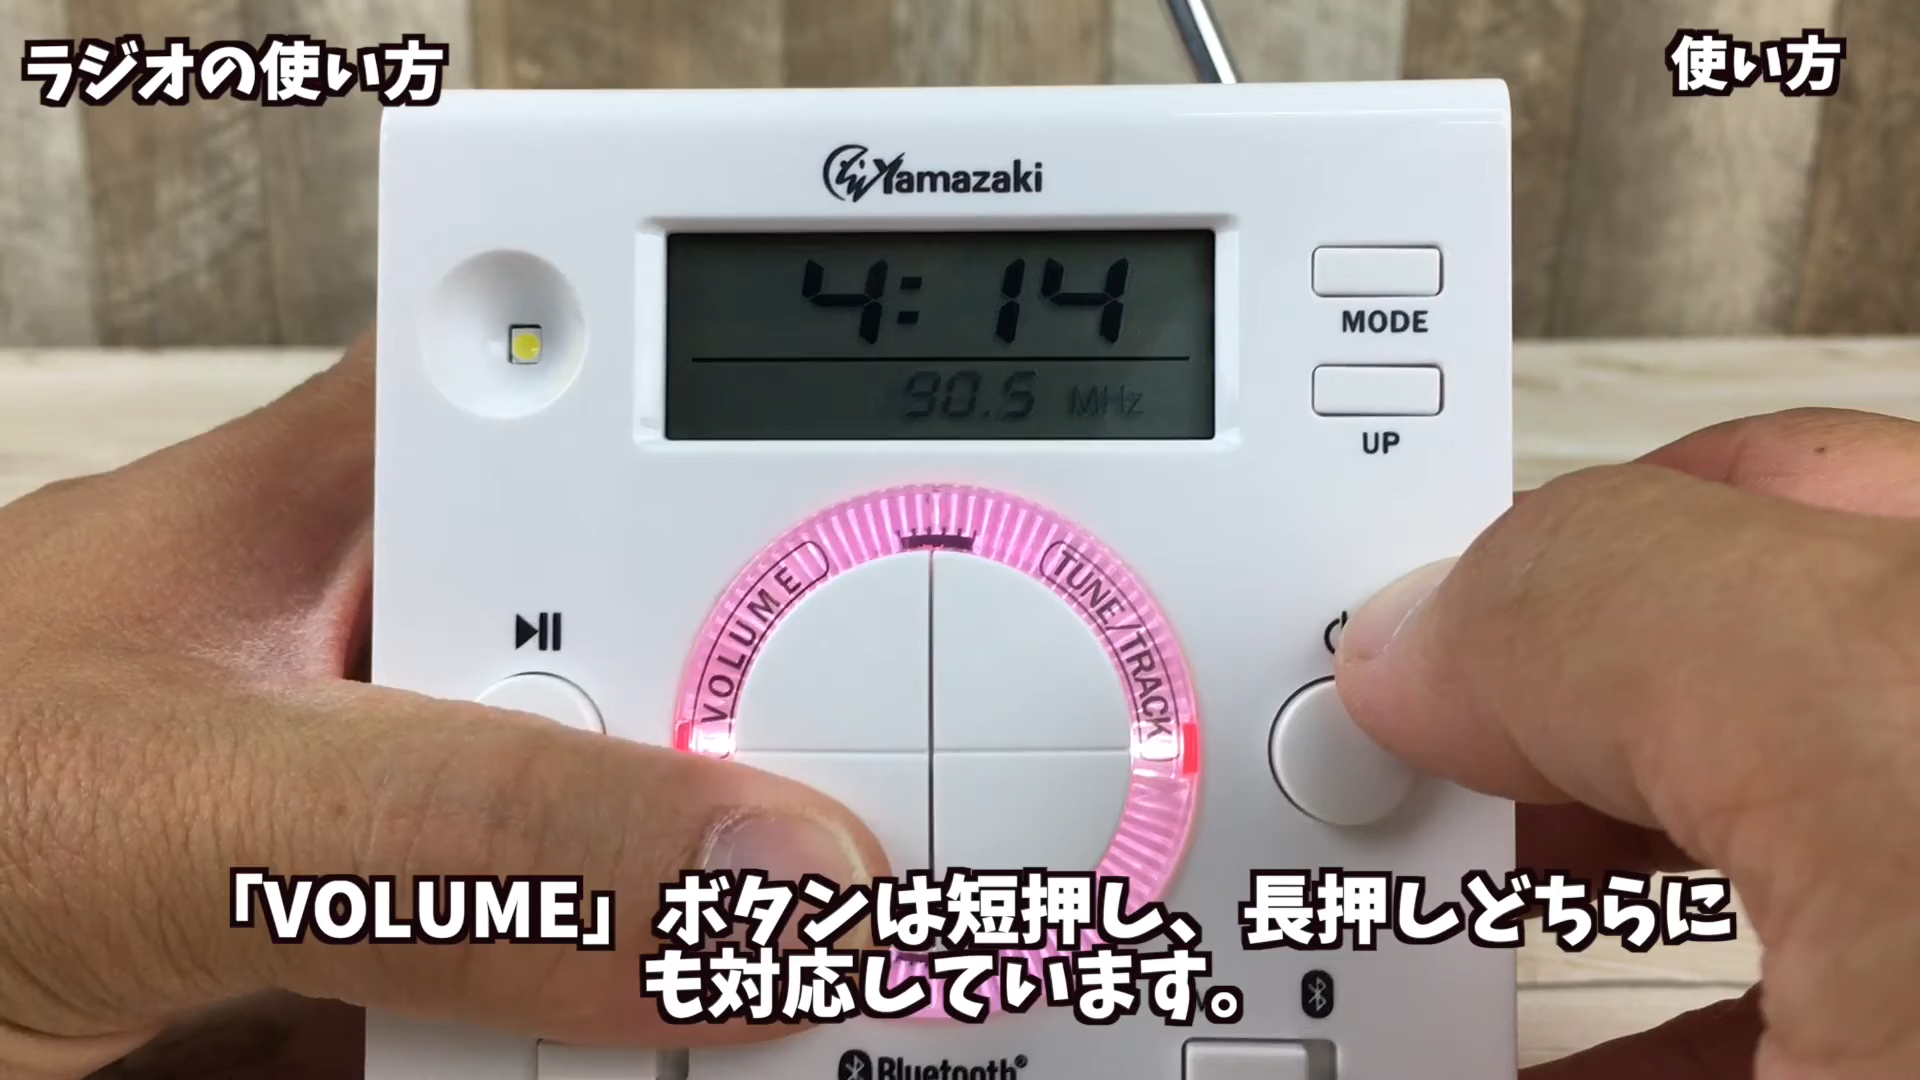 ラジオの使い方
使い方
Yamazaki
4:14
90.5 MHz
MODE
UP
VOLUME
TUNE/TRACK
「VOLUME」ボタンは短押し、長押しどちらに
も対応しています。
Bluetooth®